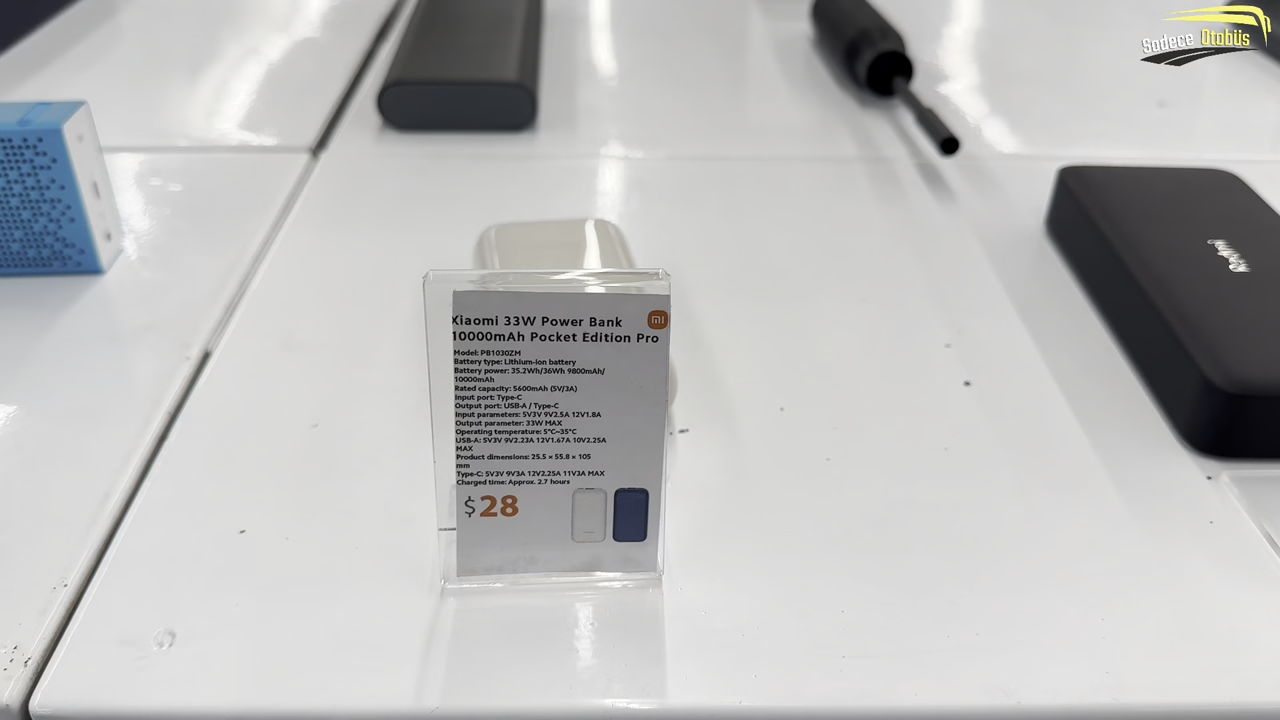 Sadece Otobüs
Redmi
Xiaomi 33W Power Bank
10000mAh Pocket Edition Pro
Model: PB1030ZM
Battery type: Lithium-ion battery
Battery power: 35.2Wh/36Wh 9800mAh/
10000mAh
Rated capacity: 5600mAh (5V/3A)
Input port: Type-C
Output port: USB-A / Type-C
Input parameters: 5V3V 9V2.5A 12V1.8A
Output parameter: 33W MAX
Operating temperature: 5°C~35°C
USB-A: 5V3V 9V2.23A 12V1.67A 10V2.25A
MAX
Product dimensions: 25.5 × 55.8 × 105
mm
Type-C: 5V3V 9V3A 12V2.25A 11V3A MAX
Charged time: Approx. 2.7 hours
$28